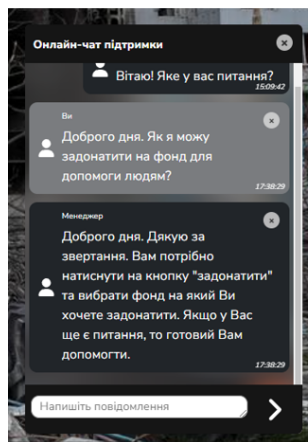 Онлайн-чат підтримки
Вітаю! Яке у вас питання?
15:09:42
Ви
Доброго дня. Як я можу
задонатити на фонд для
допомоги людям?
17:38:29
Менеджер
Доброго дня. Дякую за
звертання. Вам потрібно
натиснути на кнопку "задонатити"
та вибрати фонд на який Ви
хочете задонатити. Якщо у Вас
ще є питання, то готовий Вам
допомогти.
17:38:29
Напишіть повідомлення